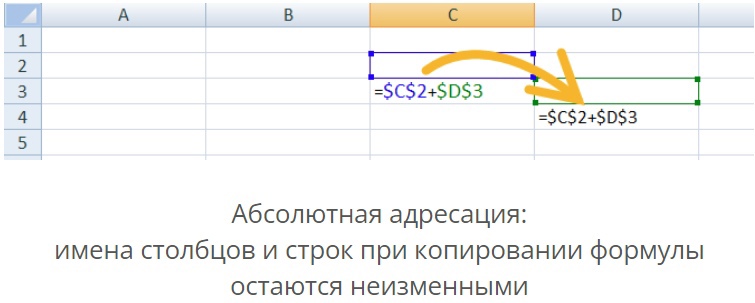 A B C D
1
2
3 =$C$2+$D$3
4 =$C$2+$D$3
5
Абсолютная адресация:
имена столбцов и строк при копировании формулы
остаются неизменными